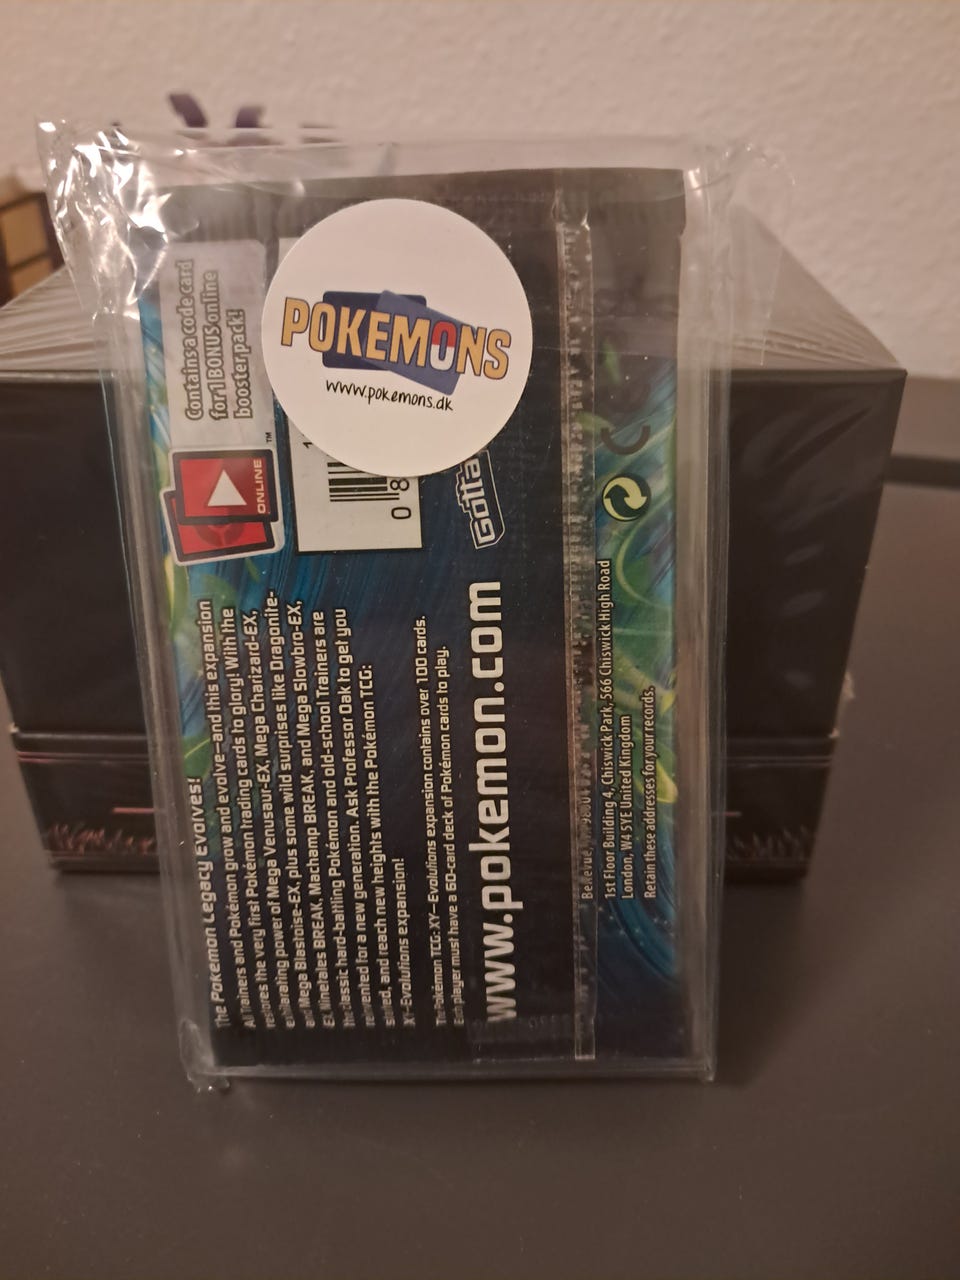 POKEMONS
www.pokemons.dk
Contains a code card
for 1 BONUS online
booster pack!
ONLINE™
0 8
Gotta
The Pokémon Legacy Evolves!
All Trainers and Pokémon grow and evolve—and this expansion
restores the very first Pokémon trading cards to glory! With the
exhilarating power of Mega Venusaur-EX, Mega Charizard-EX,
and Mega Blastoise-EX, plus some wild surprises like Dragonite-
EX, Ninetales BREAK, Machamp BREAK, and Mega Slowbro-EX,
the classic hard-battling Pokémon and old-school Trainers are
reinvented for a new generation. Ask Professor Oak to get you
started, and reach new heights with the Pokémon TCG:
XY—Evolutions expansion!
The Pokémon TCG: XY—Evolutions expansion contains over 100 cards.
Each player must have a 60-card deck of Pokémon cards to play.
www.pokemon.com
1st Floor Building 4, Chiswick Park, 566 Chiswick High Road
London, W4 5YE United Kingdom
Retain these addresses for your records.